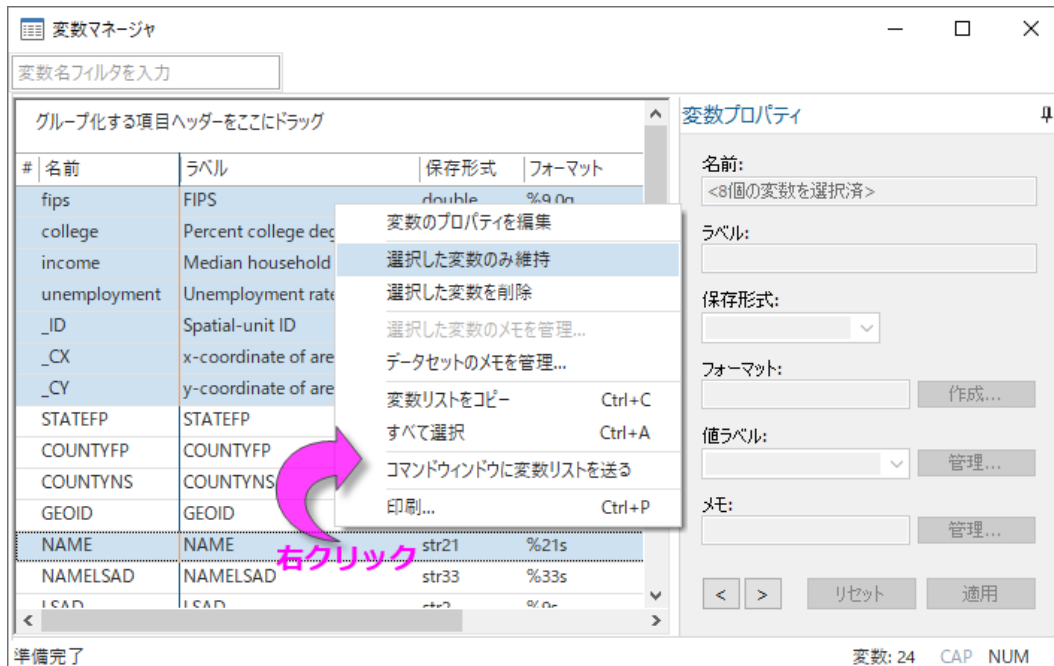 変数マネージャ
変数名フィルタを入力
グループ化する項目ヘッダーをここにドラッグ
# 名前 ラベル 保存形式 フォーマット
fips FIPS double %9.0g
college Percent college deg
income Median household
unemployment Unemployment rate
_ID Spatial-unit ID
_CX x-coordinate of are
_CY y-coordinate of are
STATEFP STATEFP
COUNTYFP COUNTYFP
COUNTYNS COUNTYNS
GEOID GEOID
NAME NAME str21 %21s
NAMELSAD NAMELSAD str33 %33s
LSAD LSAD str2 %9s
変数のプロパティを編集
選択した変数のみ維持
選択した変数を削除
選択した変数のメモを管理...
データセットのメモを管理...
変数リストをコピー Ctrl+C
すべて選択 Ctrl+A
コマンドウィンドウに変数リストを送る
印刷... Ctrl+P
右クリック
変数プロパティ
名前:
<8個の変数を選択済>
ラベル:
保存形式:
フォーマット:
作成...
値ラベル:
管理...
メモ:
管理...
< > リセット 適用
準備完了
変数: 24 CAP NUM